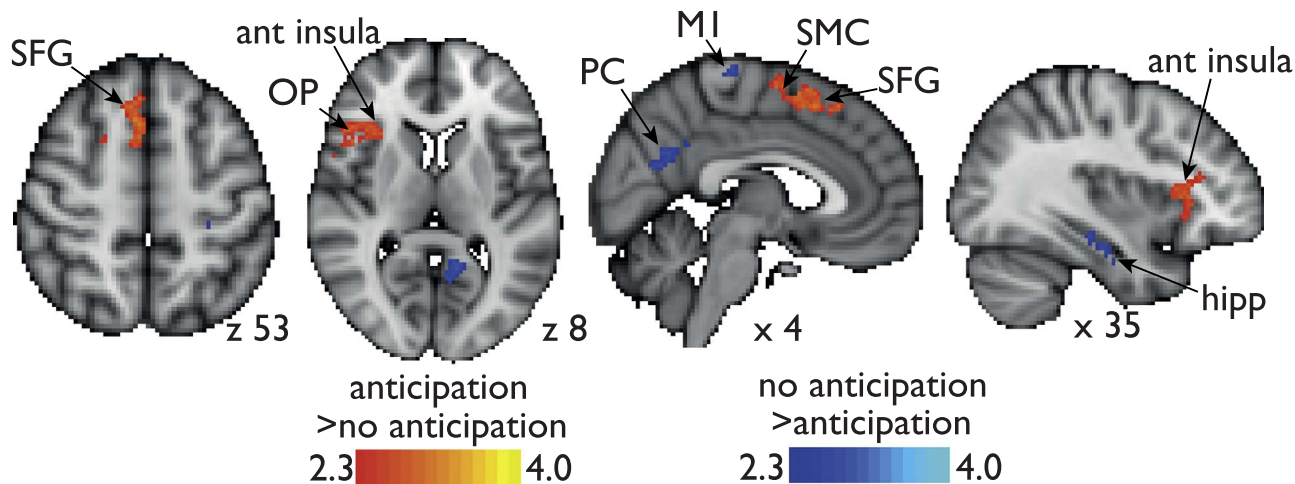 SFG
ant insula
OP
MI
SMC
PC
SFG
ant insula
hipp
z 53
z 8
x 4
x 35
anticipation
>no anticipation
2.3
4.0
no anticipation
>anticipation
2.3
4.0